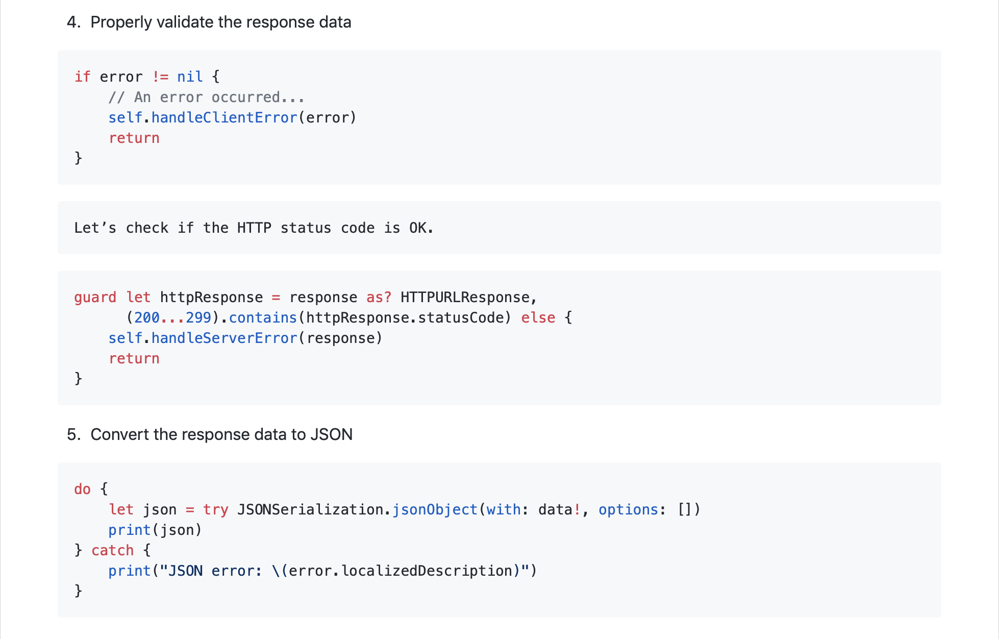 4. Properly validate the response data
if error != nil {
    // An error occurred...
    self.handleClientError(error)
    return
}
Let’s check if the HTTP status code is OK.
guard let httpResponse = response as? HTTPURLResponse,
      (200...299).contains(httpResponse.statusCode) else {
    self.handleServerError(response)
    return
}
5. Convert the response data to JSON
do {
    let json = try JSONSerialization.jsonObject(with: data!, options: [])
    print(json)
} catch {
    print("JSON error: \(error.localizedDescription)")
}